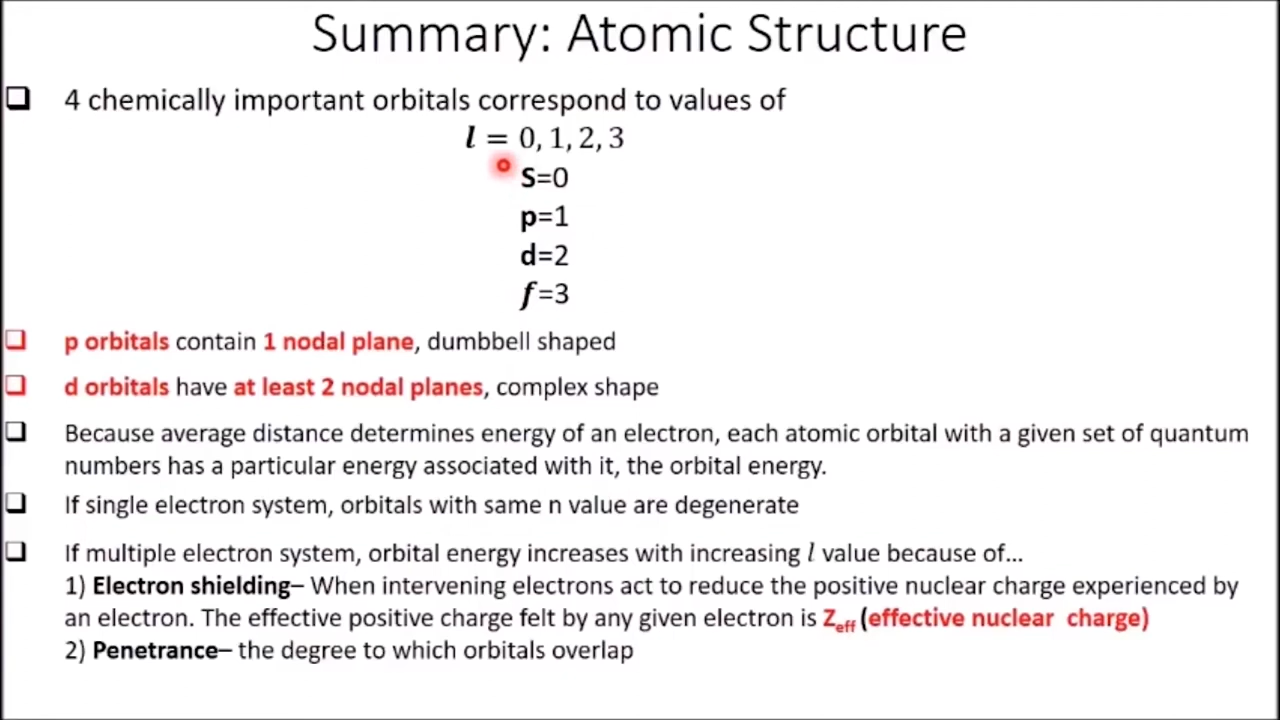 Summary: Atomic Structure
4 chemically important orbitals correspond to values of
l = 0, 1, 2, 3
S=0
p=1
d=2
f=3
p orbitals contain 1 nodal plane, dumbbell shaped
d orbitals have at least 2 nodal planes, complex shape
Because average distance determines energy of an electron, each atomic orbital with a given set of quantum
numbers has a particular energy associated with it, the orbital energy.
If single electron system, orbitals with same n value are degenerate
If multiple electron system, orbital energy increases with increasing l value because of...
1) Electron shielding– When intervening electrons act to reduce the positive nuclear charge experienced by
an electron. The effective positive charge felt by any given electron is Zeff (effective nuclear charge)
2) Penetrance– the degree to which orbitals overlap